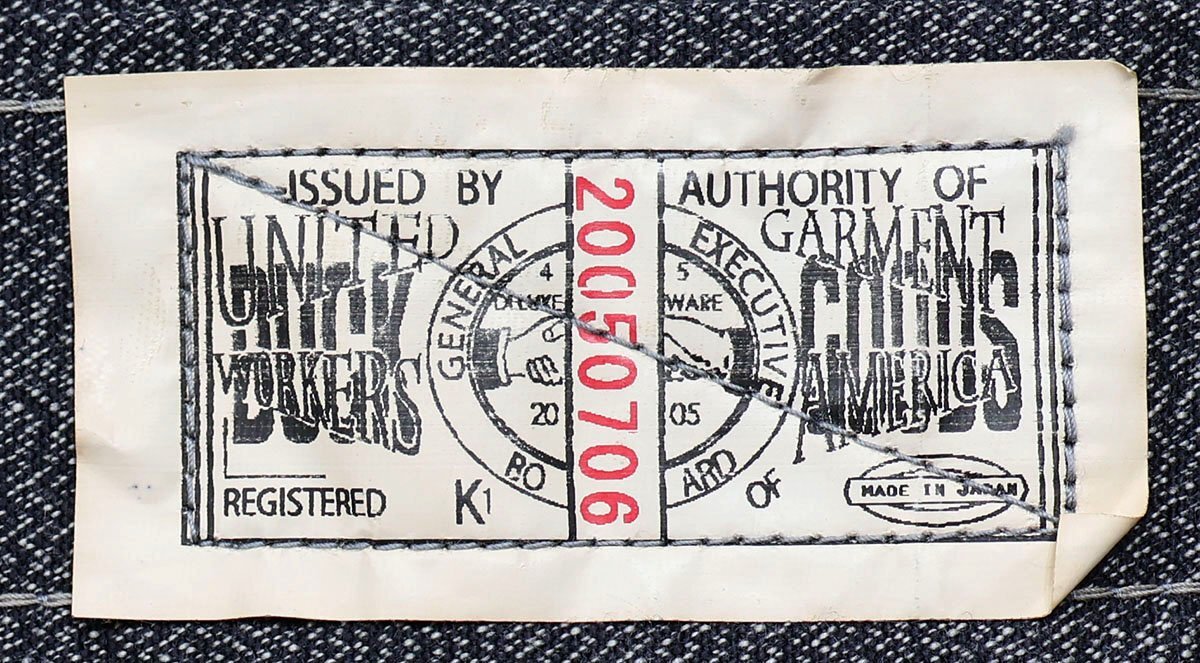 ISSUED BY
UNITED
WORKERS
REGISTERED
K1
GENERAL
EXECUTIVE
BO
ARD
OF
4
5
DELUXE
WARE
20
05
20050706
AUTHORITY OF
GARMENT
AMERICA
MADE IN JAPAN